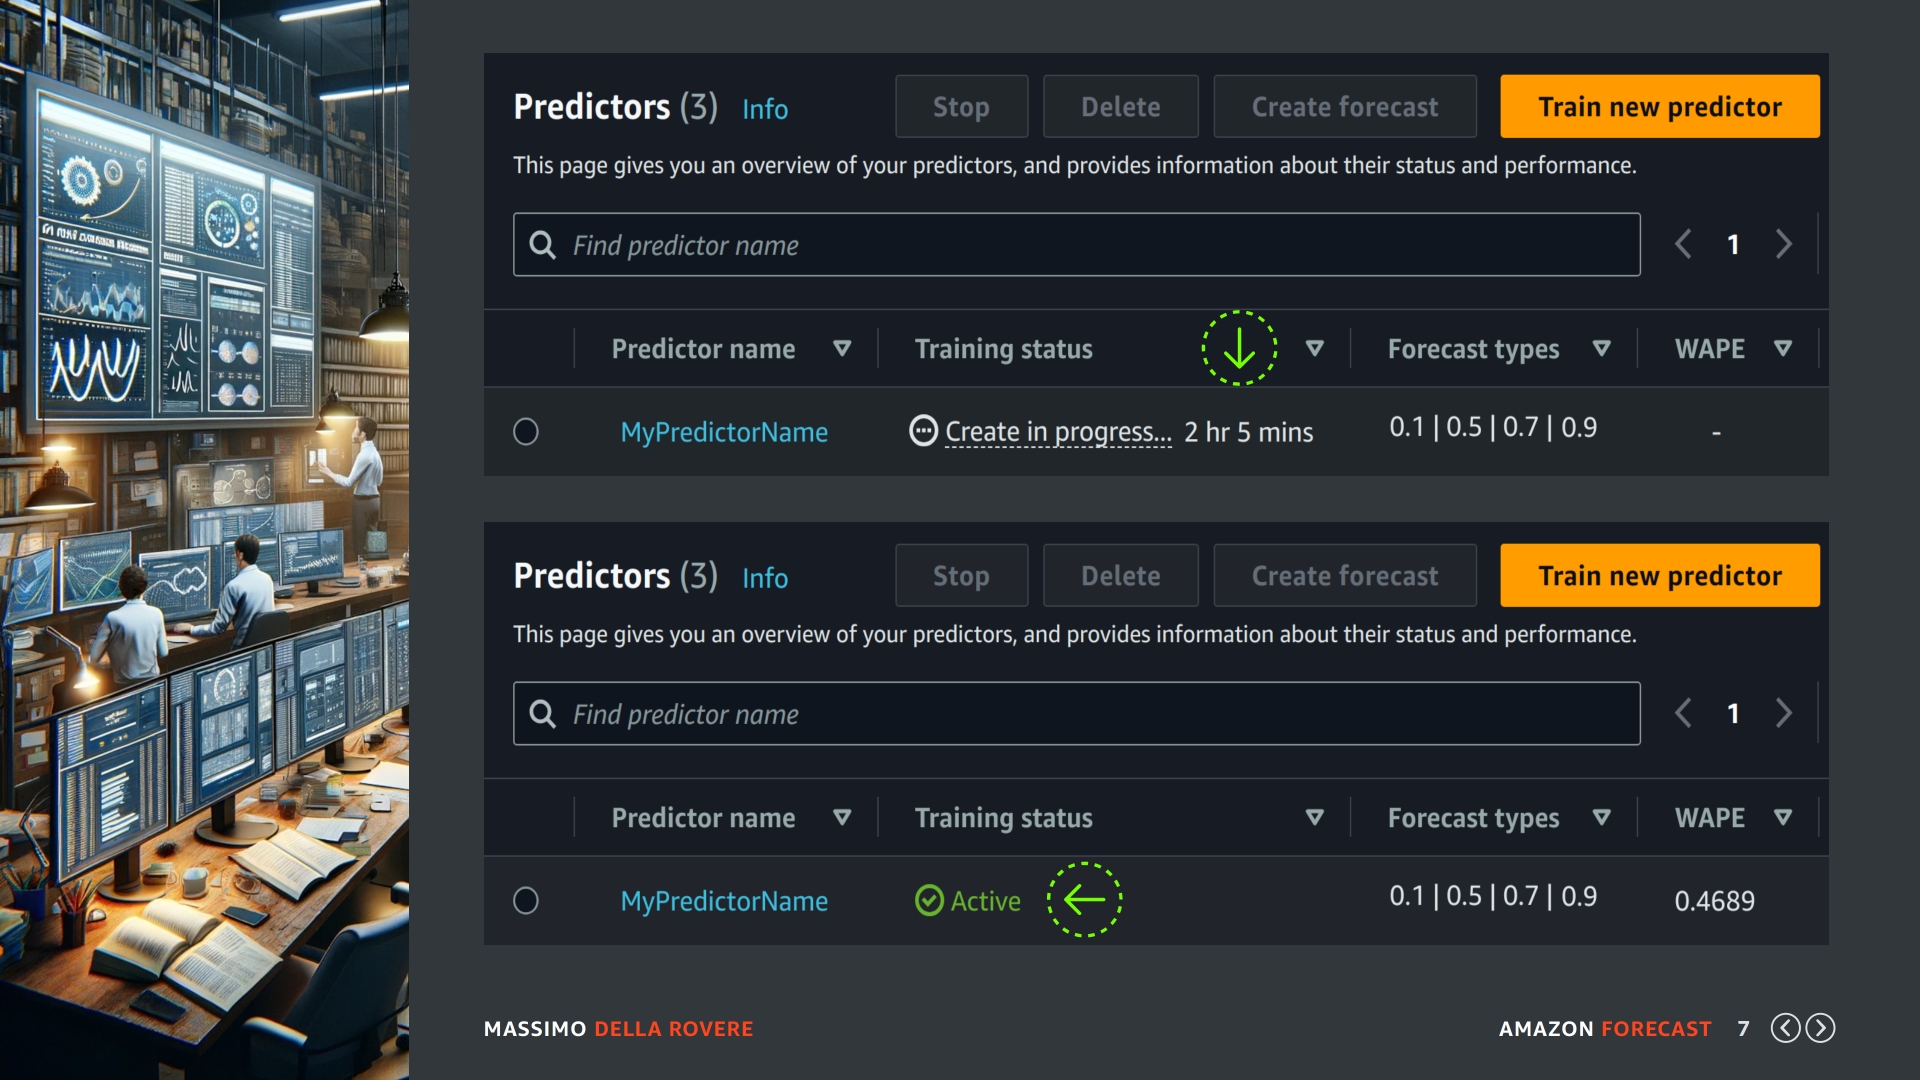 Predictors (3) Info Stop Delete Create forecast Train new predictor
This page gives you an overview of your predictors, and provides information about their status and performance.
Find predictor name 1
Predictor name Training status Forecast types WAPE
MyPredictorName Create in progress... 2 hr 5 mins 0.1 | 0.5 | 0.7 | 0.9 -
Predictors (3) Info Stop Delete Create forecast Train new predictor
This page gives you an overview of your predictors, and provides information about their status and performance.
Find predictor name 1
Predictor name Training status Forecast types WAPE
MyPredictorName Active 0.1 | 0.5 | 0.7 | 0.9 0.4689
MASSIMO DELLA ROVERE AMAZON FORECAST 7